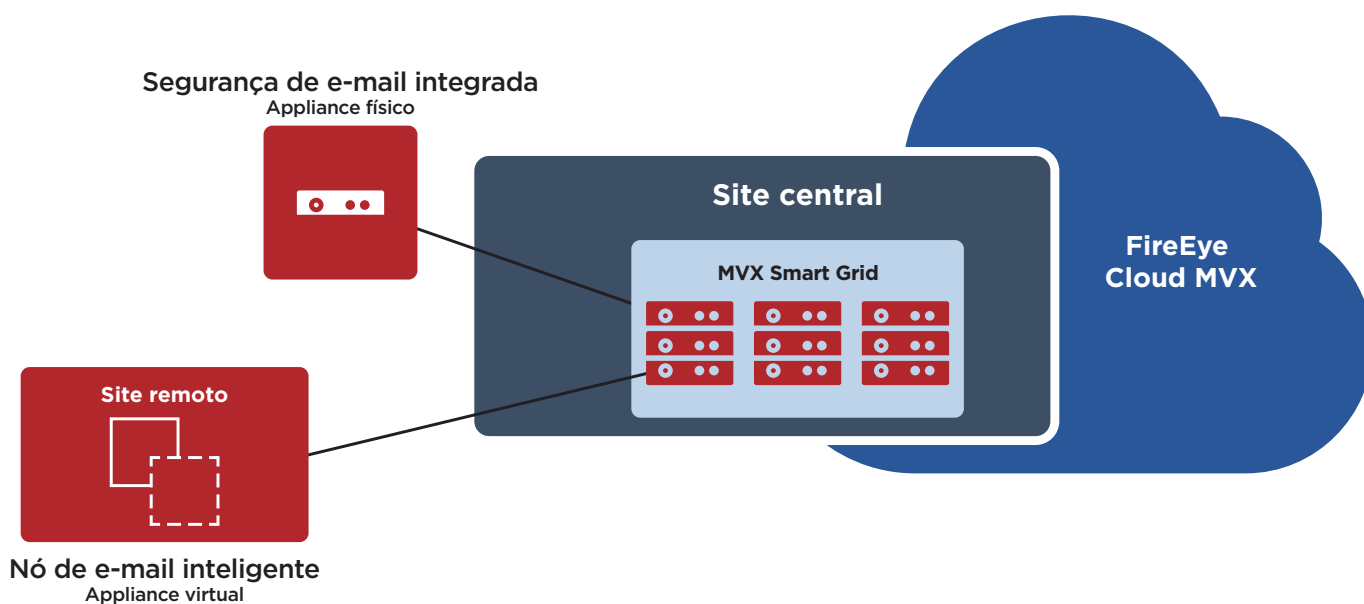 Segurança de e-mail integrada
Appliance físico
Site central
MVX Smart Grid
FireEye
Cloud MVX
Site remoto
Nó de e-mail inteligente
Appliance virtual